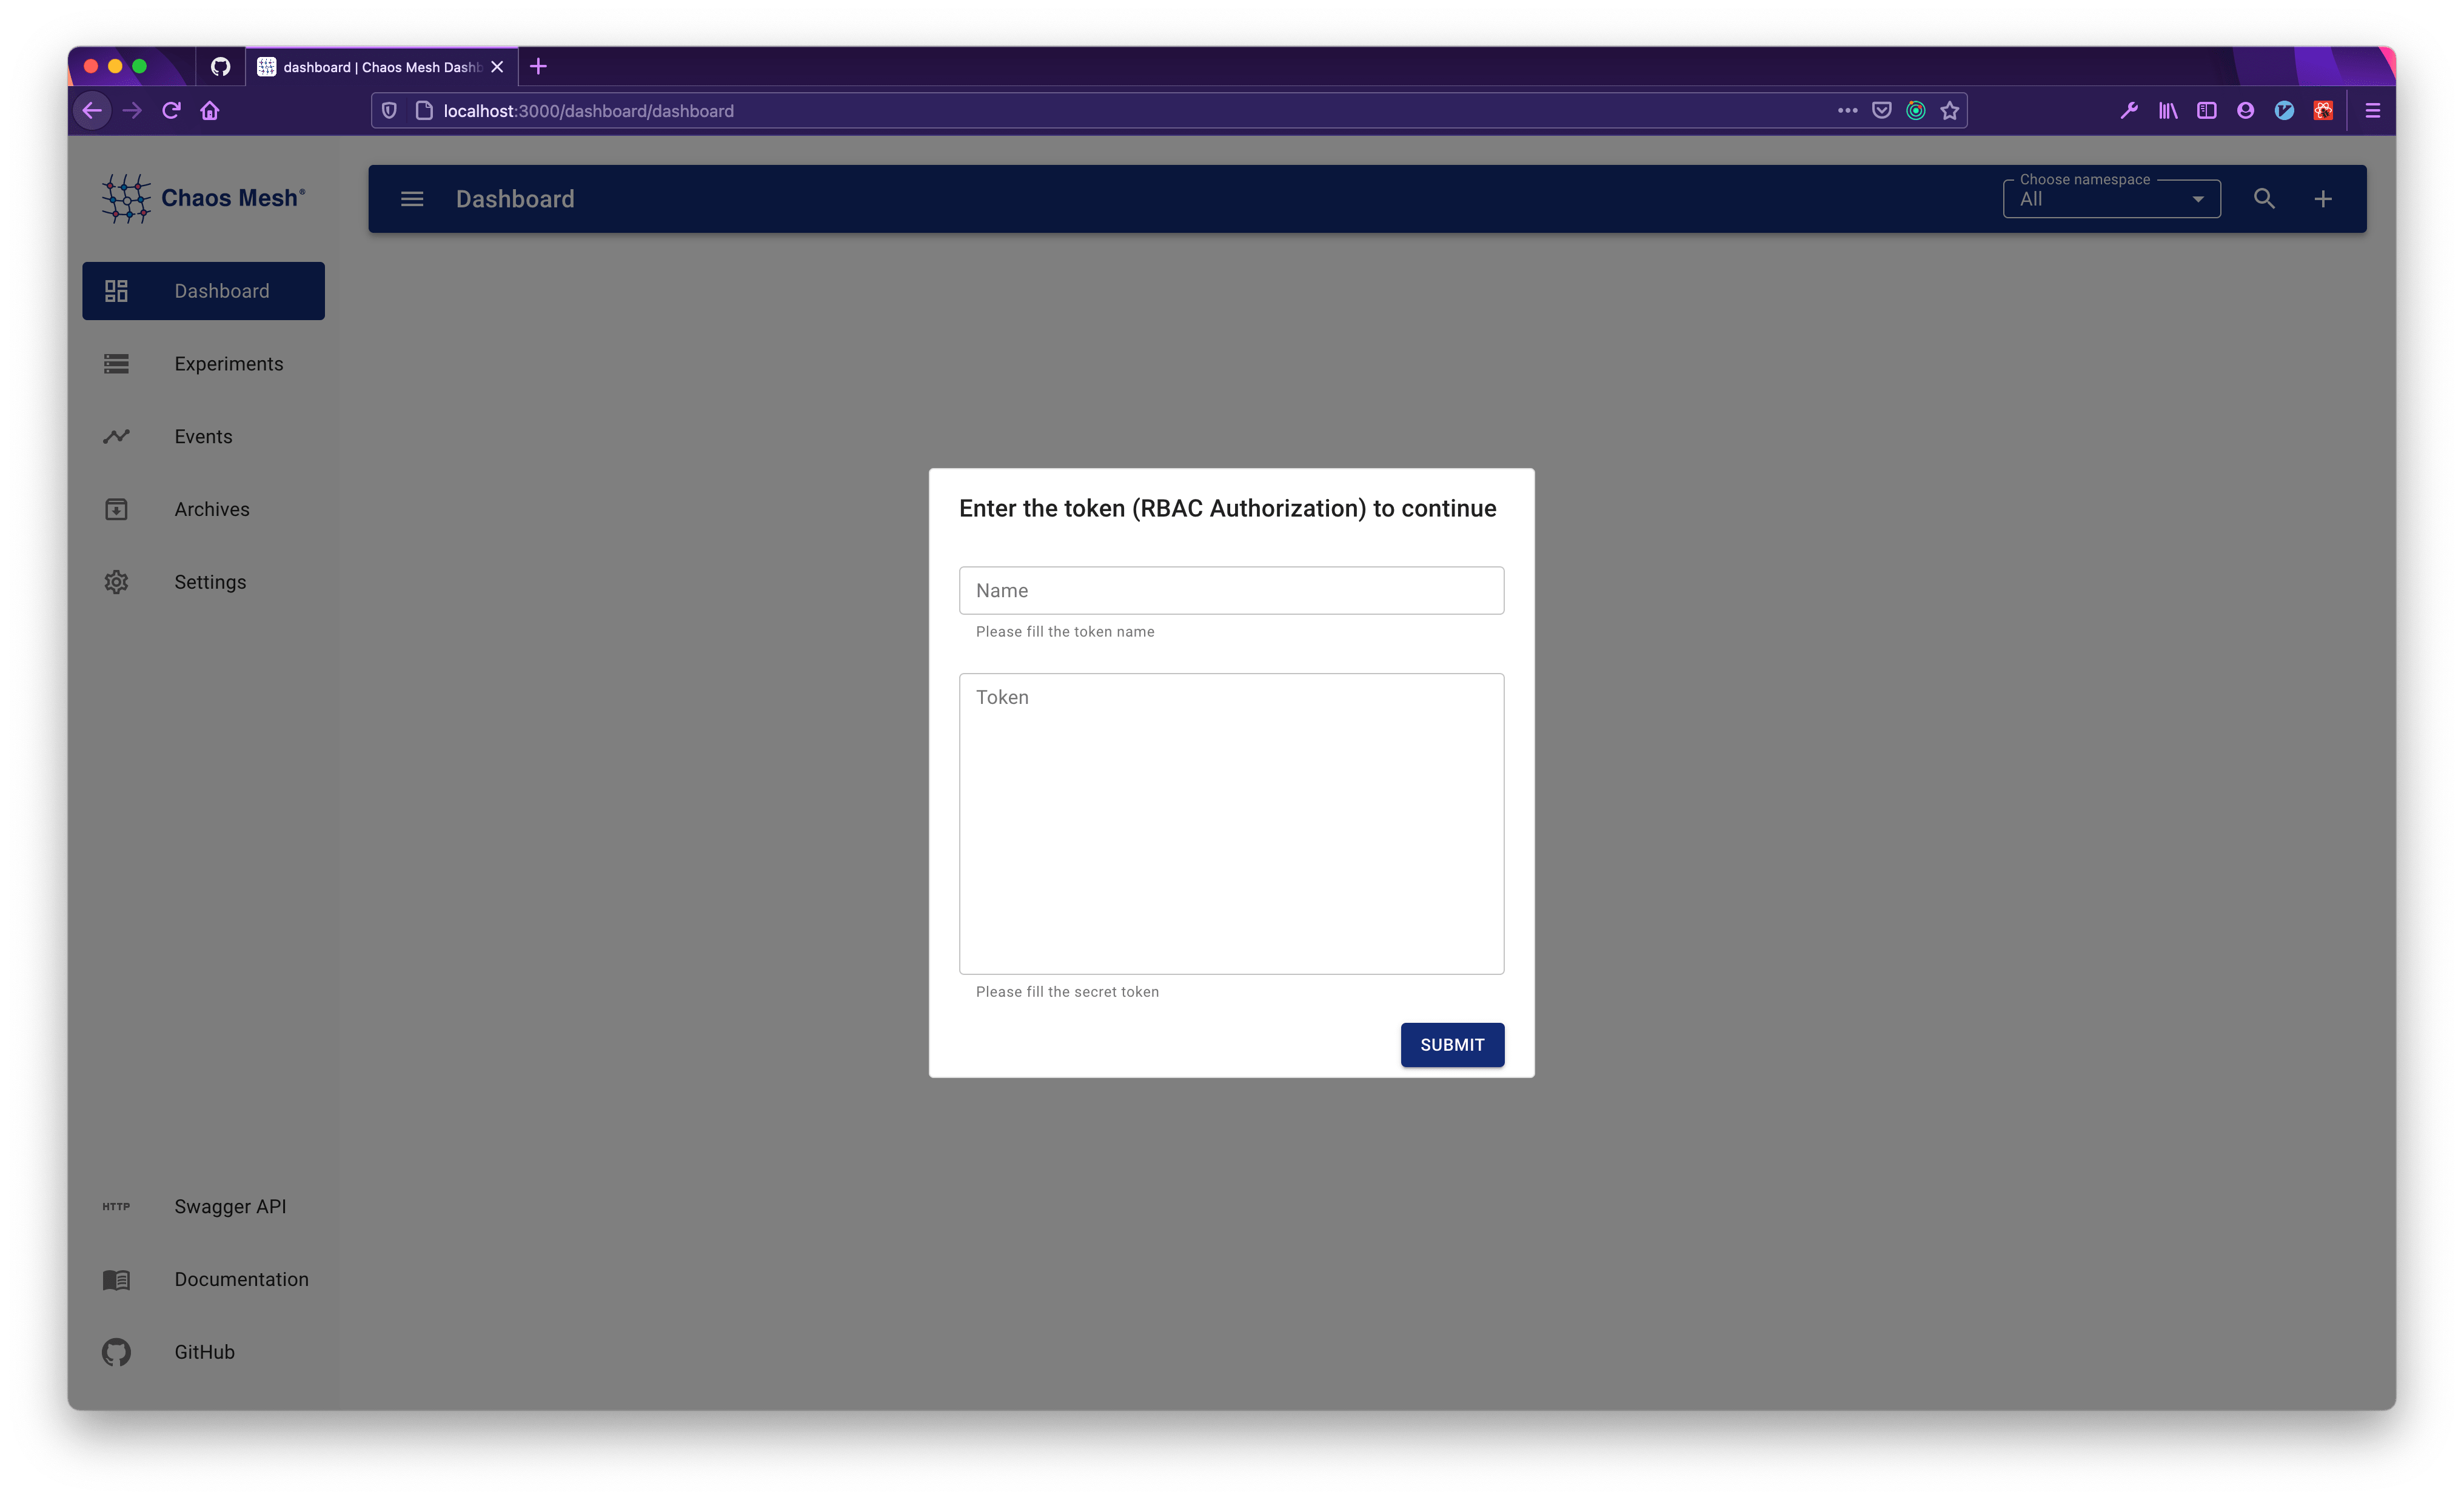 dashboard | Chaos Mesh Dashb
localhost:3000/dashboard/dashboard
Chaos Mesh®
Dashboard
Choose namespace
All
Dashboard
Experiments
Events
Archives
Settings
Enter the token (RBAC Authorization) to continue
Name
Please fill the token name
Token
Please fill the secret token
SUBMIT
HTTP Swagger API
Documentation
GitHub